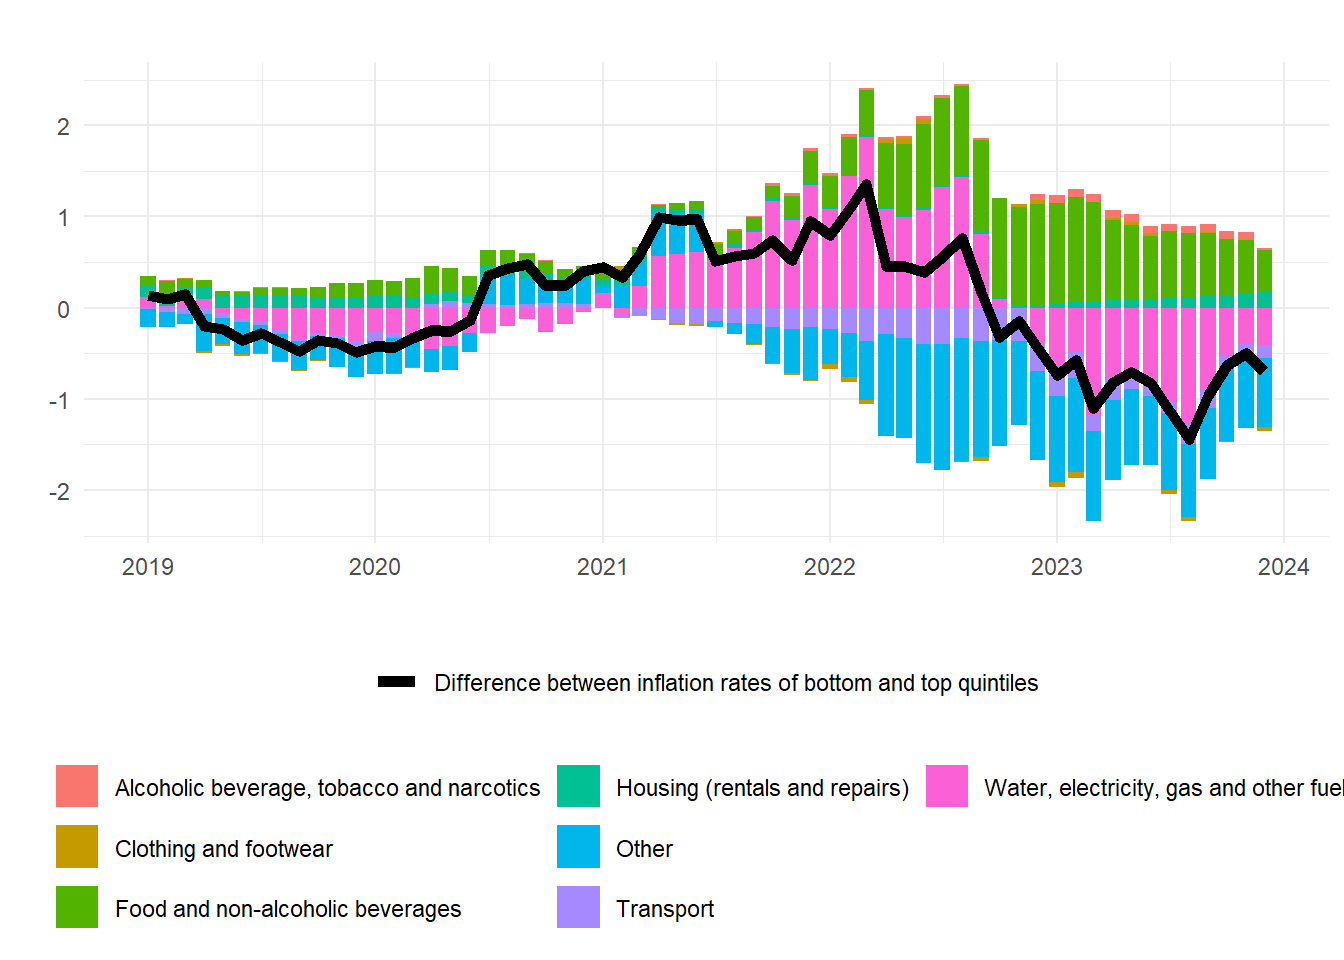 2
1
0
-1
-2
2019 2020 2021 2022 2023 2024
Difference between inflation rates of bottom and top quintiles
Alcoholic beverage, tobacco and narcotics Housing (rentals and repairs) Water, electricity, gas and other fuel
Clothing and footwear Other
Food and non-alcoholic beverages Transport